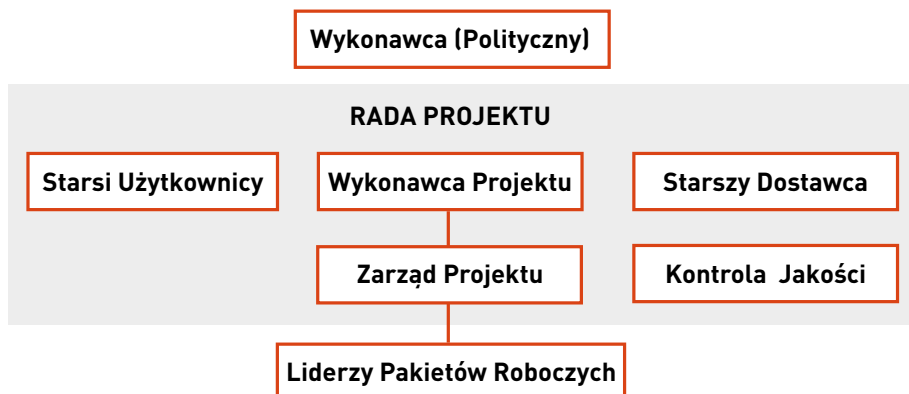 Wykonawca (Polityczny)
RADA PROJEKTU
Starsi Użytkownicy
Wykonawca Projektu
Starszy Dostawca
Zarząd Projektu
Kontrola Jakości
Liderzy Pakietów Roboczych